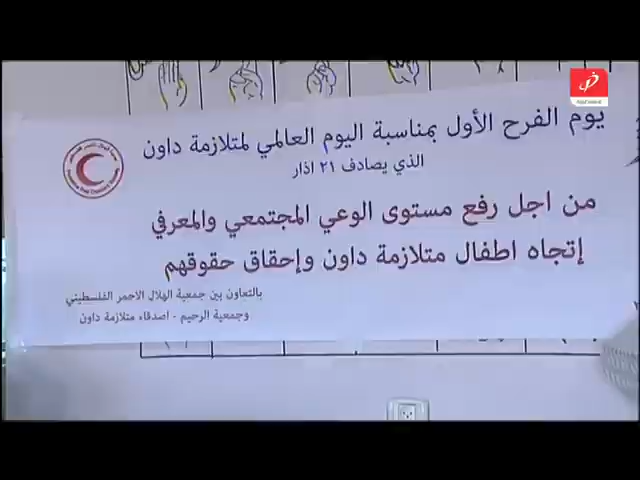 يوم الفرح الأول بمناسبة اليوم العالمي لمتلازمة داون
الذي يصادف ٢١ اذار
من اجل رفع مستوى الوعي المجتمعي والمعرفي
إتجاه اطفال متلازمة داون وإحقاق حقوقهم
بالتعاون بين جمعية الهلال الاحمر الفلسطيني
وجمعية الرحيم - اصدقاء متلازمة داون